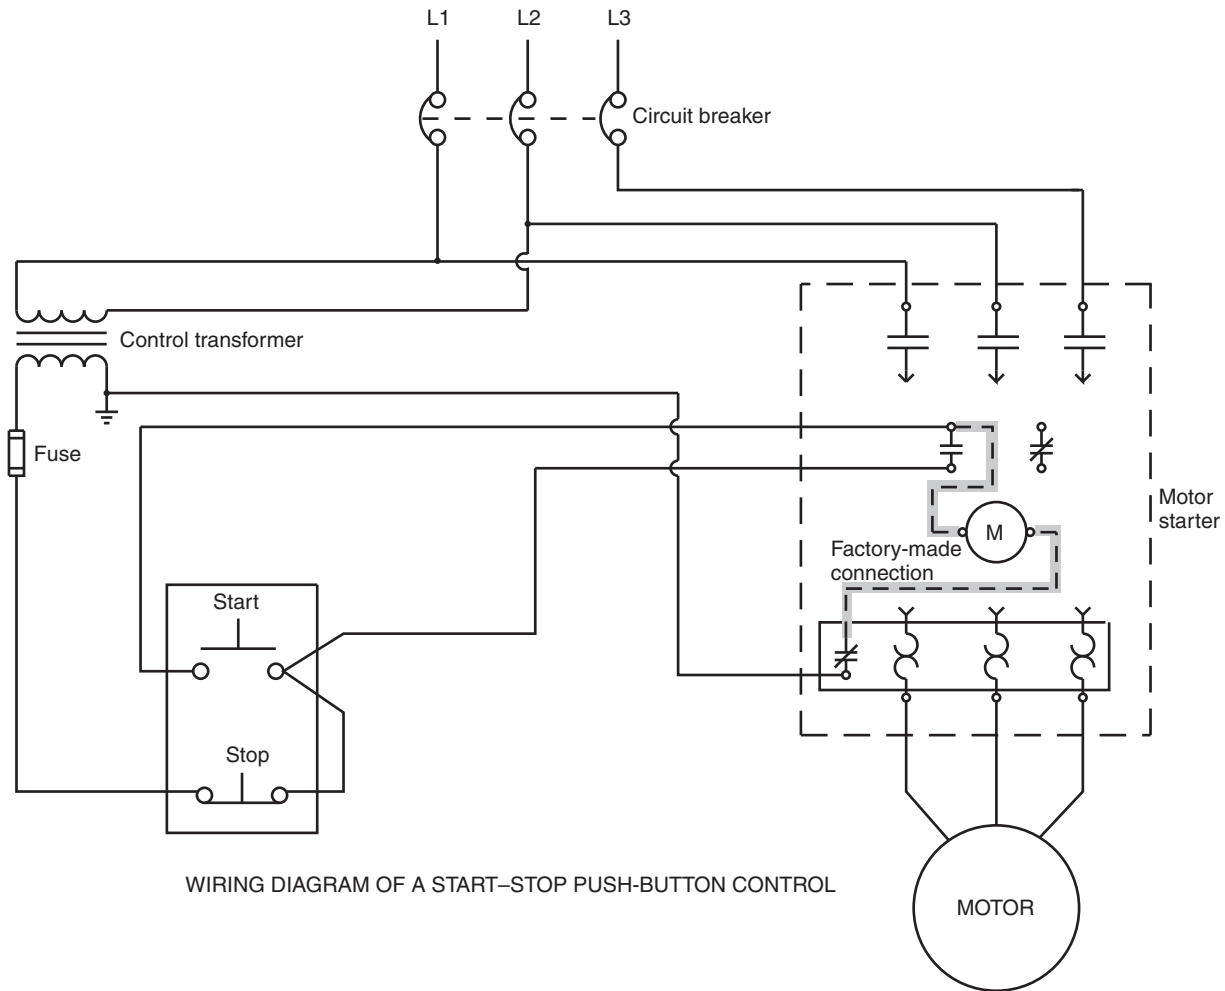 L1 L2 L3
Circuit breaker
Control transformer
Fuse
Motor
starter
M
Factory-made
connection
Start
Stop
WIRING DIAGRAM OF A START–STOP PUSH-BUTTON CONTROL
MOTOR